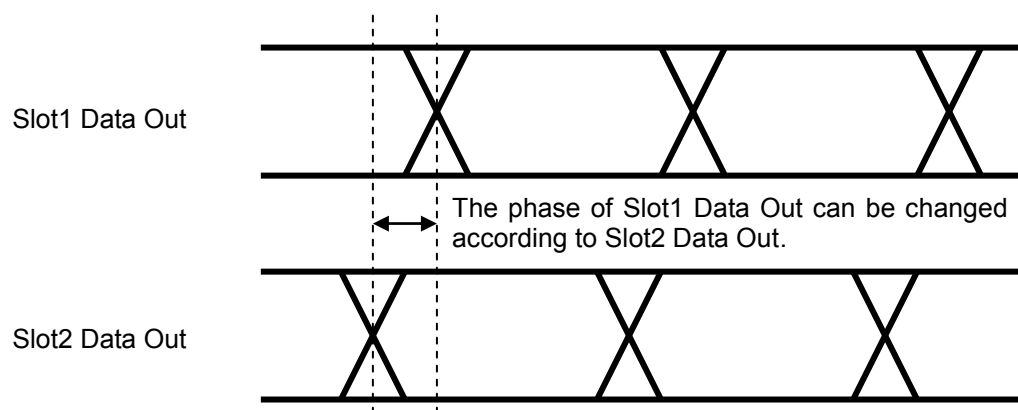 Slot1 Data Out
The phase of Slot1 Data Out can be changed
according to Slot2 Data Out.
Slot2 Data Out